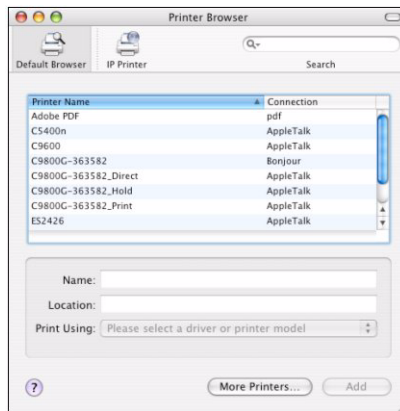 Printer Browser
Default Browser IP Printer Search
Printer Name Connection
Adobe PDF pdf
C5400n AppleTalk
C9600 AppleTalk
C9800G-363582 Bonjour
C9800G-363582_Direct AppleTalk
C9800G-363582_Hold AppleTalk
C9800G-363582_Print AppleTalk
ES2426 AppleTalk
Name:
Location:
Print Using: Please select a driver or printer model
? More Printers... Add